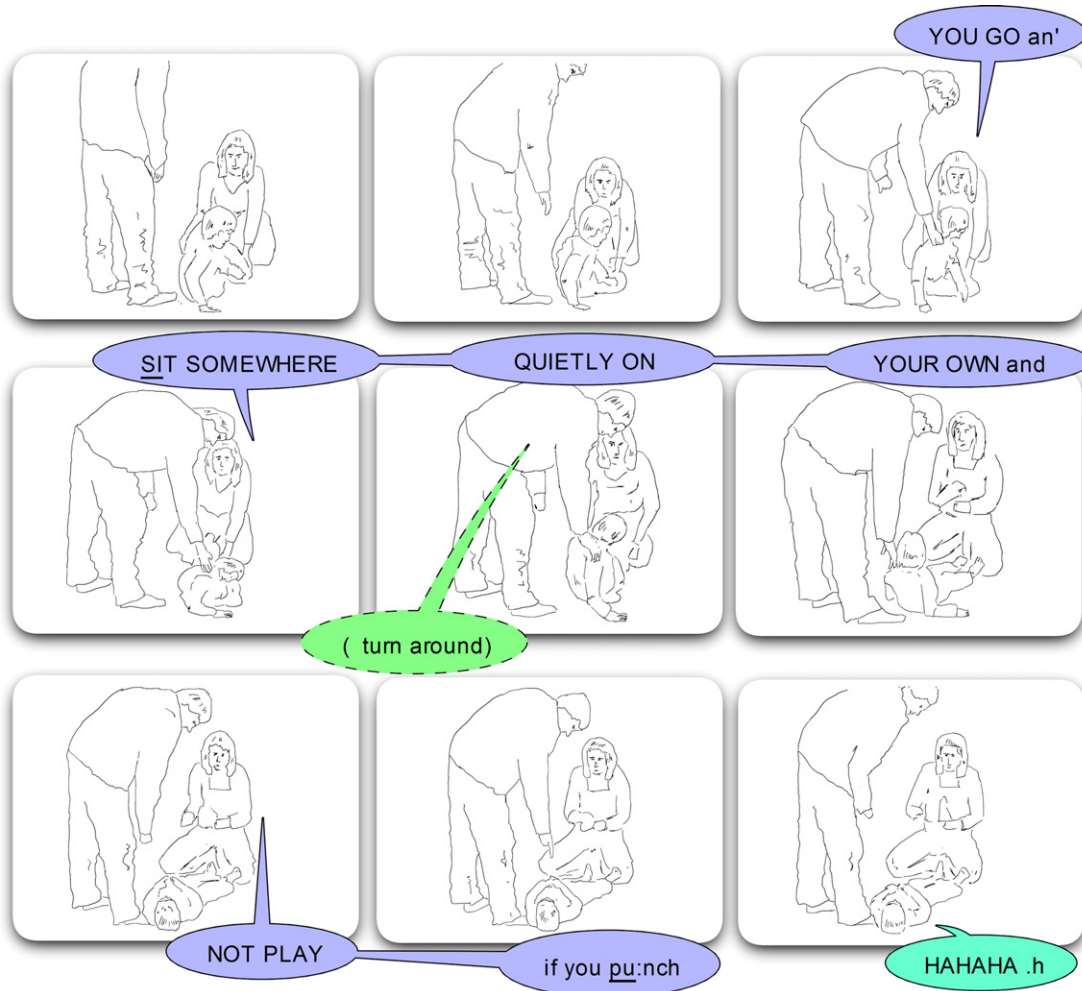 YOU GO an'
SIT SOMEWHERE
QUIETLY ON
YOUR OWN and
( turn around)
NOT PLAY
if you pu:nch
HAHAHA .h